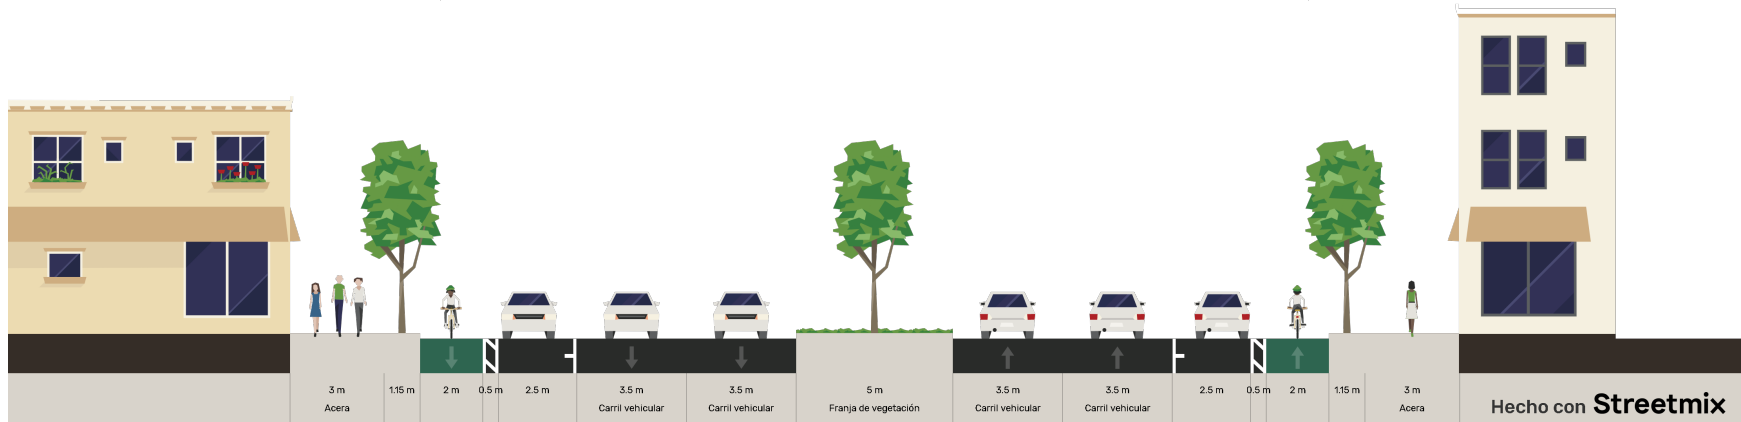 3 m 1.15 m 2 m 0.5 m 2.5 m 3.5 m 3.5 m 5 m 3.5 m 3.5 m 2.5 m 0.5 m 2 m 1.15 m 3 m
Acera Carril vehicular Carril vehicular Franja de vegetación Carril vehicular Carril vehicular Acera
Hecho con Streetmix